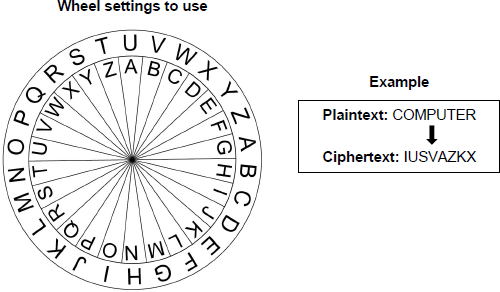 Wheel settings to use
U V W X Y Z A B C D E F G H I J K L M N O P Q R S T
A B C D E F G H I J K L M N O P Q R S T U V W X Y Z
Example
Plaintext: COMPUTER
Ciphertext: IUSVAZKX